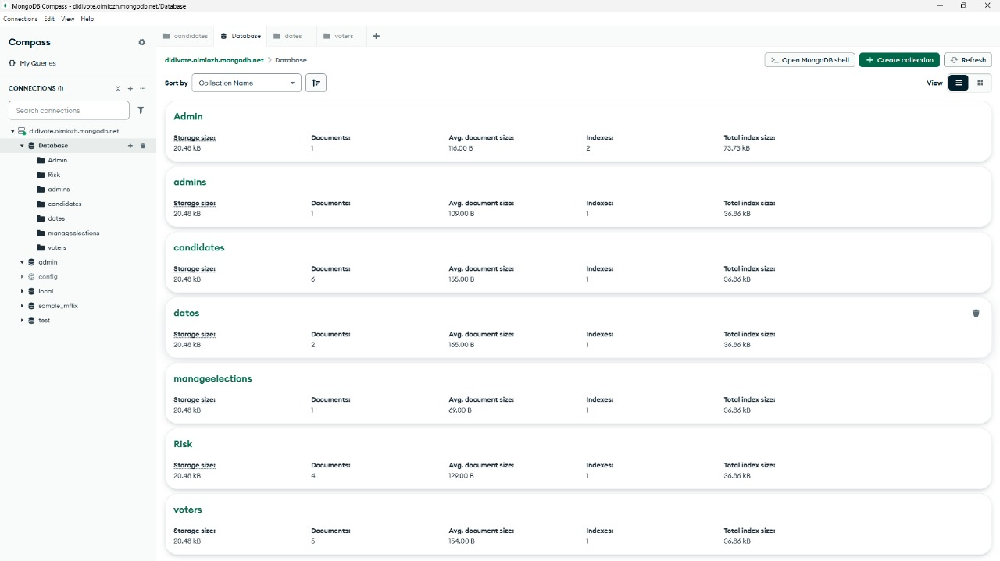 MongoDB Compass - didivote.oimiozh.mongodb.net/Database
Connections Edit View Help
Compass
{} My Queries
CONNECTIONS (1)
Search connections
didivote.oimiozh.mongodb.net
Database
Admin
Risk
admins
candidates
dates
manageelections
voters
admin
config
local
sample_mflix
test
candidates Database dates voters
didivote.oimiozh.mongodb.net > Database
>_ Open MongoDB shell + Create collection Refresh
Sort by Collection Name View
Admin
Storage size: Documents: Avg. document size: Indexes: Total index size:
20.48 kB 1 116.00 B 2 73.73 kB
admins
Storage size: Documents: Avg. document size: Indexes: Total index size:
20.48 kB 1 109.00 B 1 36.86 kB
candidates
Storage size: Documents: Avg. document size: Indexes: Total index size:
20.48 kB 6 155.00 B 1 36.86 kB
dates
Storage size: Documents: Avg. document size: Indexes: Total index size:
20.48 kB 2 165.00 B 1 36.86 kB
manageelections
Storage size: Documents: Avg. document size: Indexes: Total index size:
20.48 kB 1 69.00 B 1 36.86 kB
Risk
Storage size: Documents: Avg. document size: Indexes: Total index size:
20.48 kB 4 129.00 B 1 36.86 kB
voters
Storage size: Documents: Avg. document size: Indexes: Total index size:
20.48 kB 5 154.00 B 1 36.86 kB